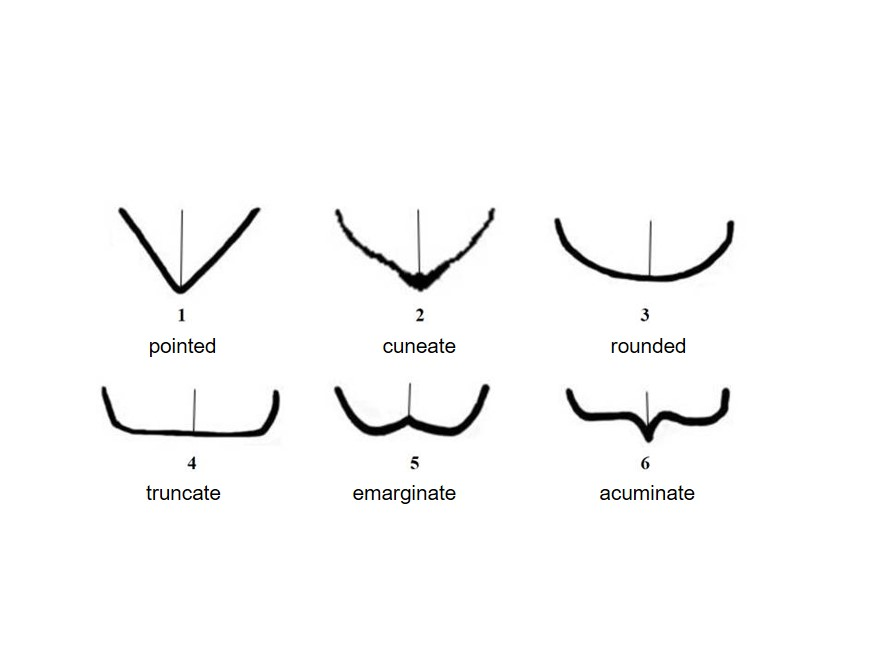 1 2 3
pointed cuneate rounded
4 5 6
truncate emarginate acuminate